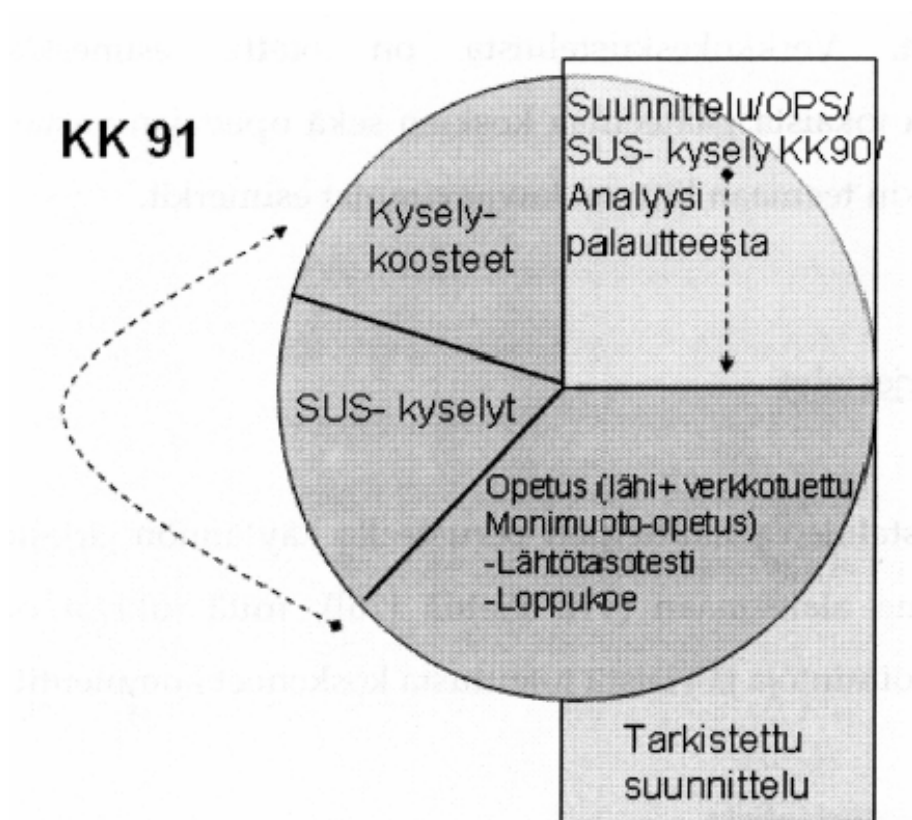 KK 91
Suunnittelu/OPS/
SUS- kysely KK90/
Analyysi
palautteesta
Kysely-
koosteet
SUS- kyselyt
Opetus (lähi+ verkkotuettu
Monimuoto-opetus)
-Lähtötasotesti
-Loppukoe
Tarkistettu
suunnittelu